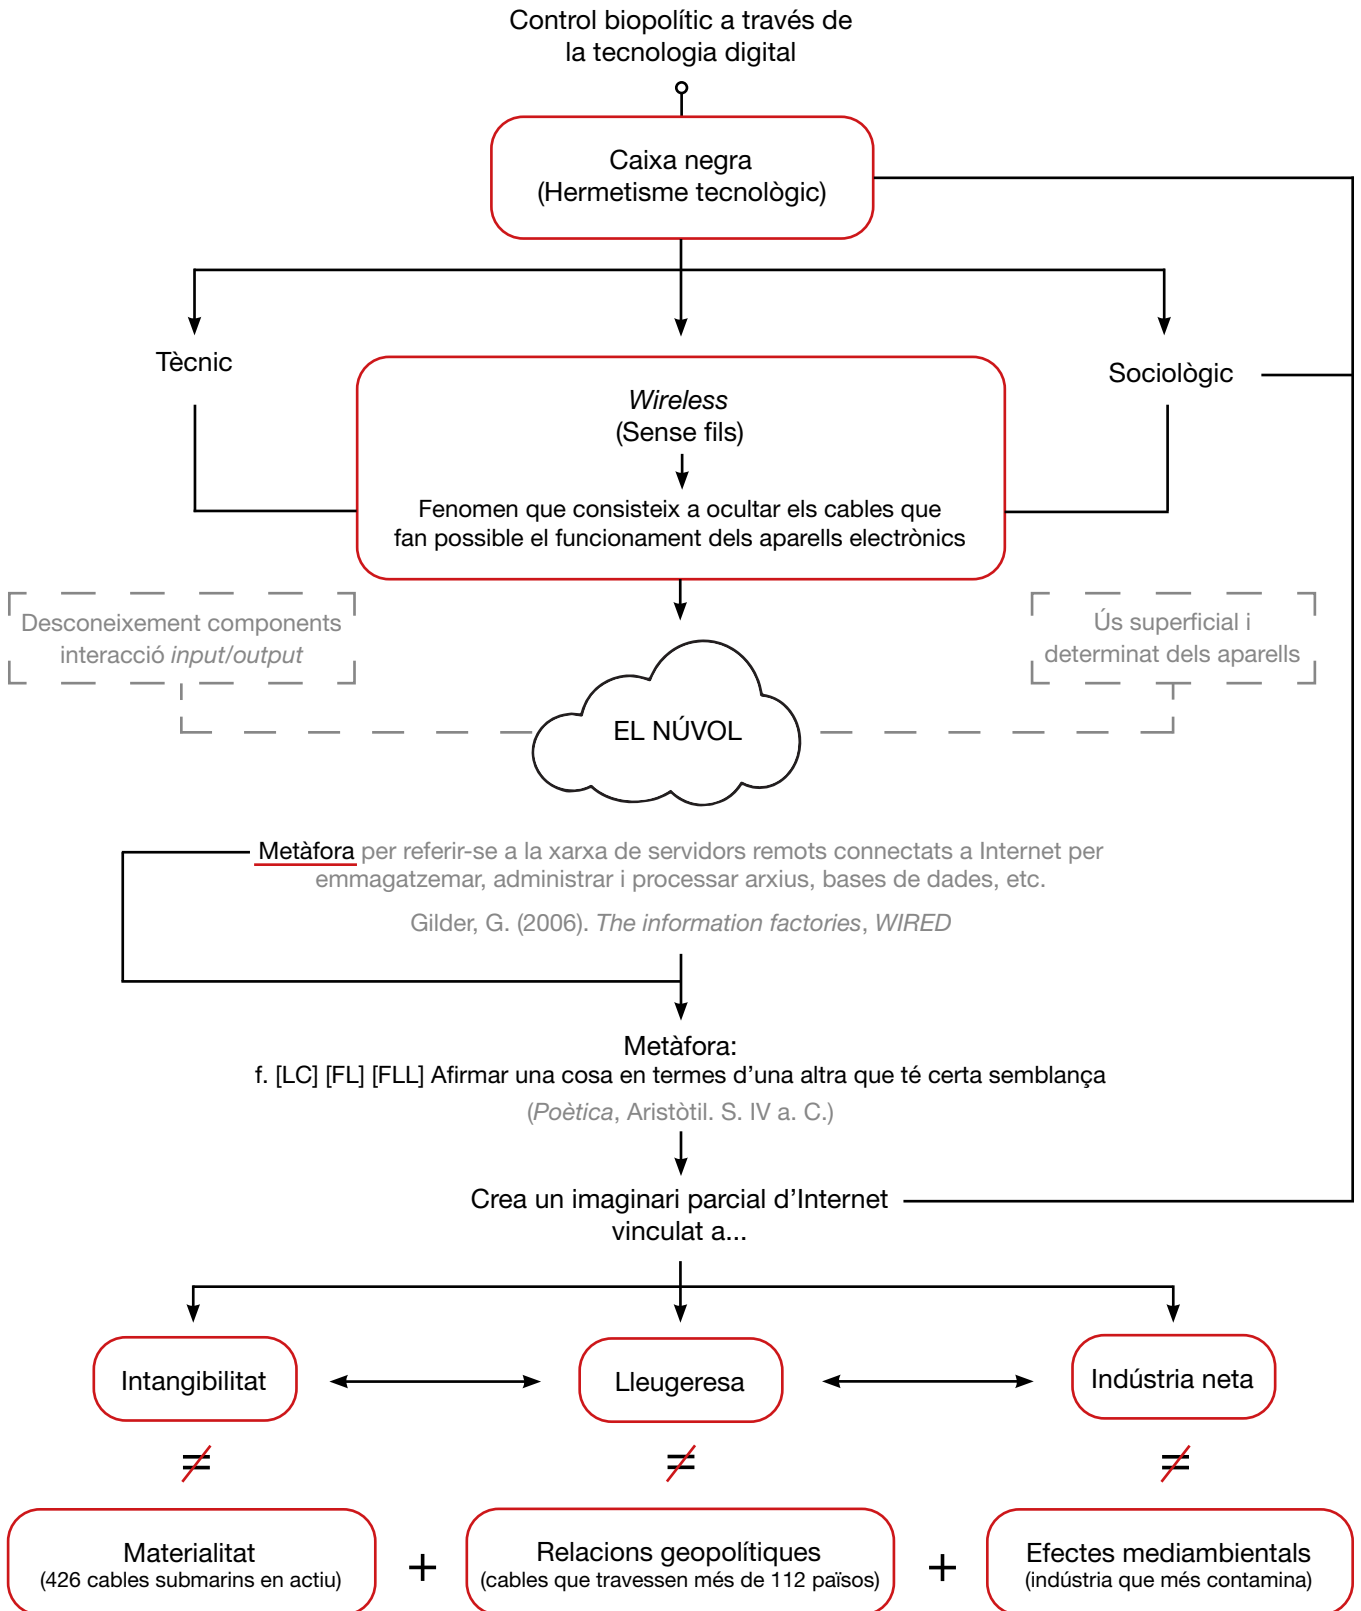 Control biopolític a través de
la tecnologia digital
Caixa negra
(Hermetisme tecnològic)
Tècnic
Sociològic
Wireless
(Sense fils)
Fenomen que consisteix a ocultar els cables que
fan possible el funcionament dels aparells electrònics
Desconeixement components
interacció input/output
Ús superficial i
determinat dels aparells
EL NÚVOL
Metàfora per referir-se a la xarxa de servidors remots connectats a Internet per
emmagatzemar, administrar i processar arxius, bases de dades, etc.
Gilder, G. (2006). The information factories, WIRED
Metàfora:
f. [LC] [FL] [FLL] Afirmar una cosa en termes d’una altra que té certa semblança
(Poètica, Aristòtil. S. IV a. C.)
Crea un imaginari parcial d’Internet
vinculat a...
Intangibilitat
Lleugeresa
Indústria neta
≠ ≠ ≠
Materialitat
(426 cables submarins en actiu)
+
Relacions geopolítiques
(cables que travessen més de 112 països)
+
Efectes mediambientals
(indústria que més contamina)